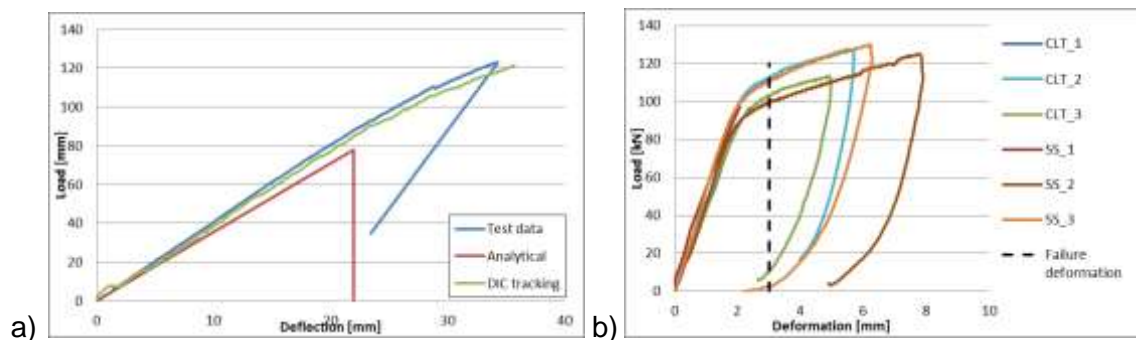 a)
140
120
100
80
60
40
20
0
Load [mm]
0 10 20 30 40
Deflection [mm]
Test data
Analytical
DIC tracking
b)
140
120
100
80
60
40
20
0
Load [kN]
0 2 4 6 8 10
Deformation [mm]
CLT_1
CLT_2
CLT_3
SS_1
SS_2
SS_3
Failure
deformation